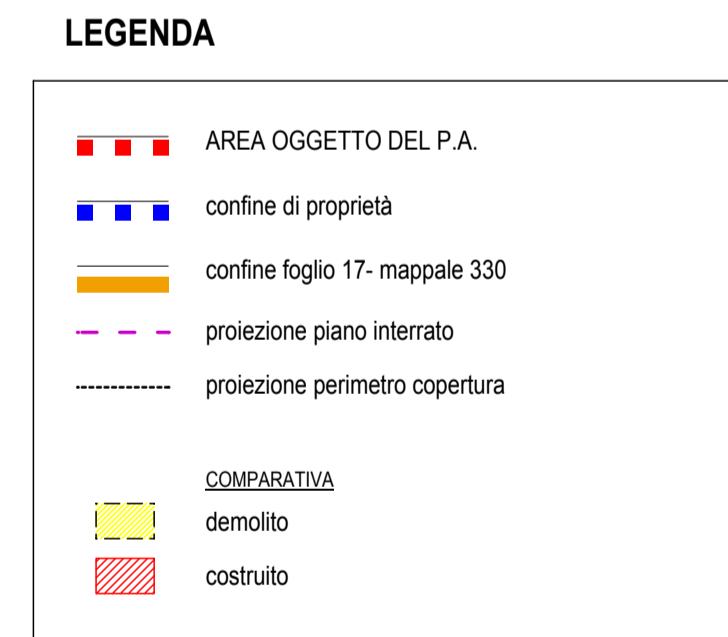 LEGENDA
AREA OGGETTO DEL P.A.
confine di proprietà
confine foglio 17- mappale 330
proiezione piano interrato
proiezione perimetro copertura
COMPARATIVA
demolito
costruito